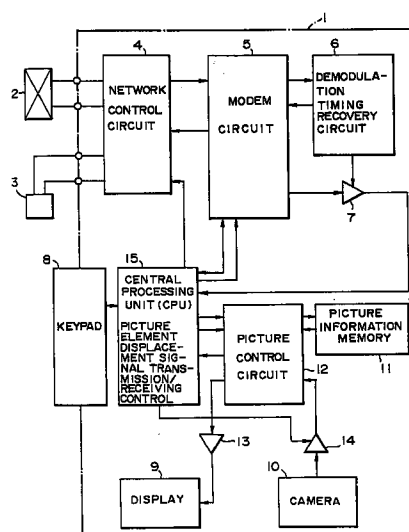 1
4
5
6
2
NETWORK
CONTROL
CIRCUIT
MODEM
CIRCUIT
DEMODULA-
TION
TIMING
RECOVERY
CIRCUIT
3
7
8
15
KEYPAD
CENTRAL
PROCESSING
UNIT (CPU)
PICTURE
ELEMENT
DISPLACE-
MENT SIG-
NAL TRANS-
MISSION/
RECEIVING
CONTROL
PICTURE
CONTROL
CIRCUIT
12
PICTURE
INFORMATION
MEMORY
11
13
14
9
10
DISPLAY
CAMERA